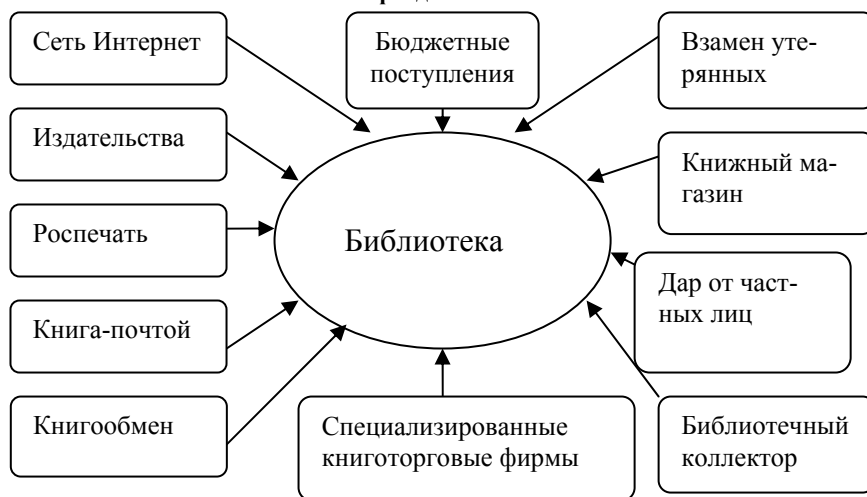 Сеть Интернет
Бюджетные
поступления
Взамен уте-
рянных
Издательства
Книжный ма-
газин
Роспечать
Библиотека
Дар от част-
ных лиц
Книга-почтой
Книгообмен
Специализированные
книготорговые фирмы
Библиотечный
коллектор